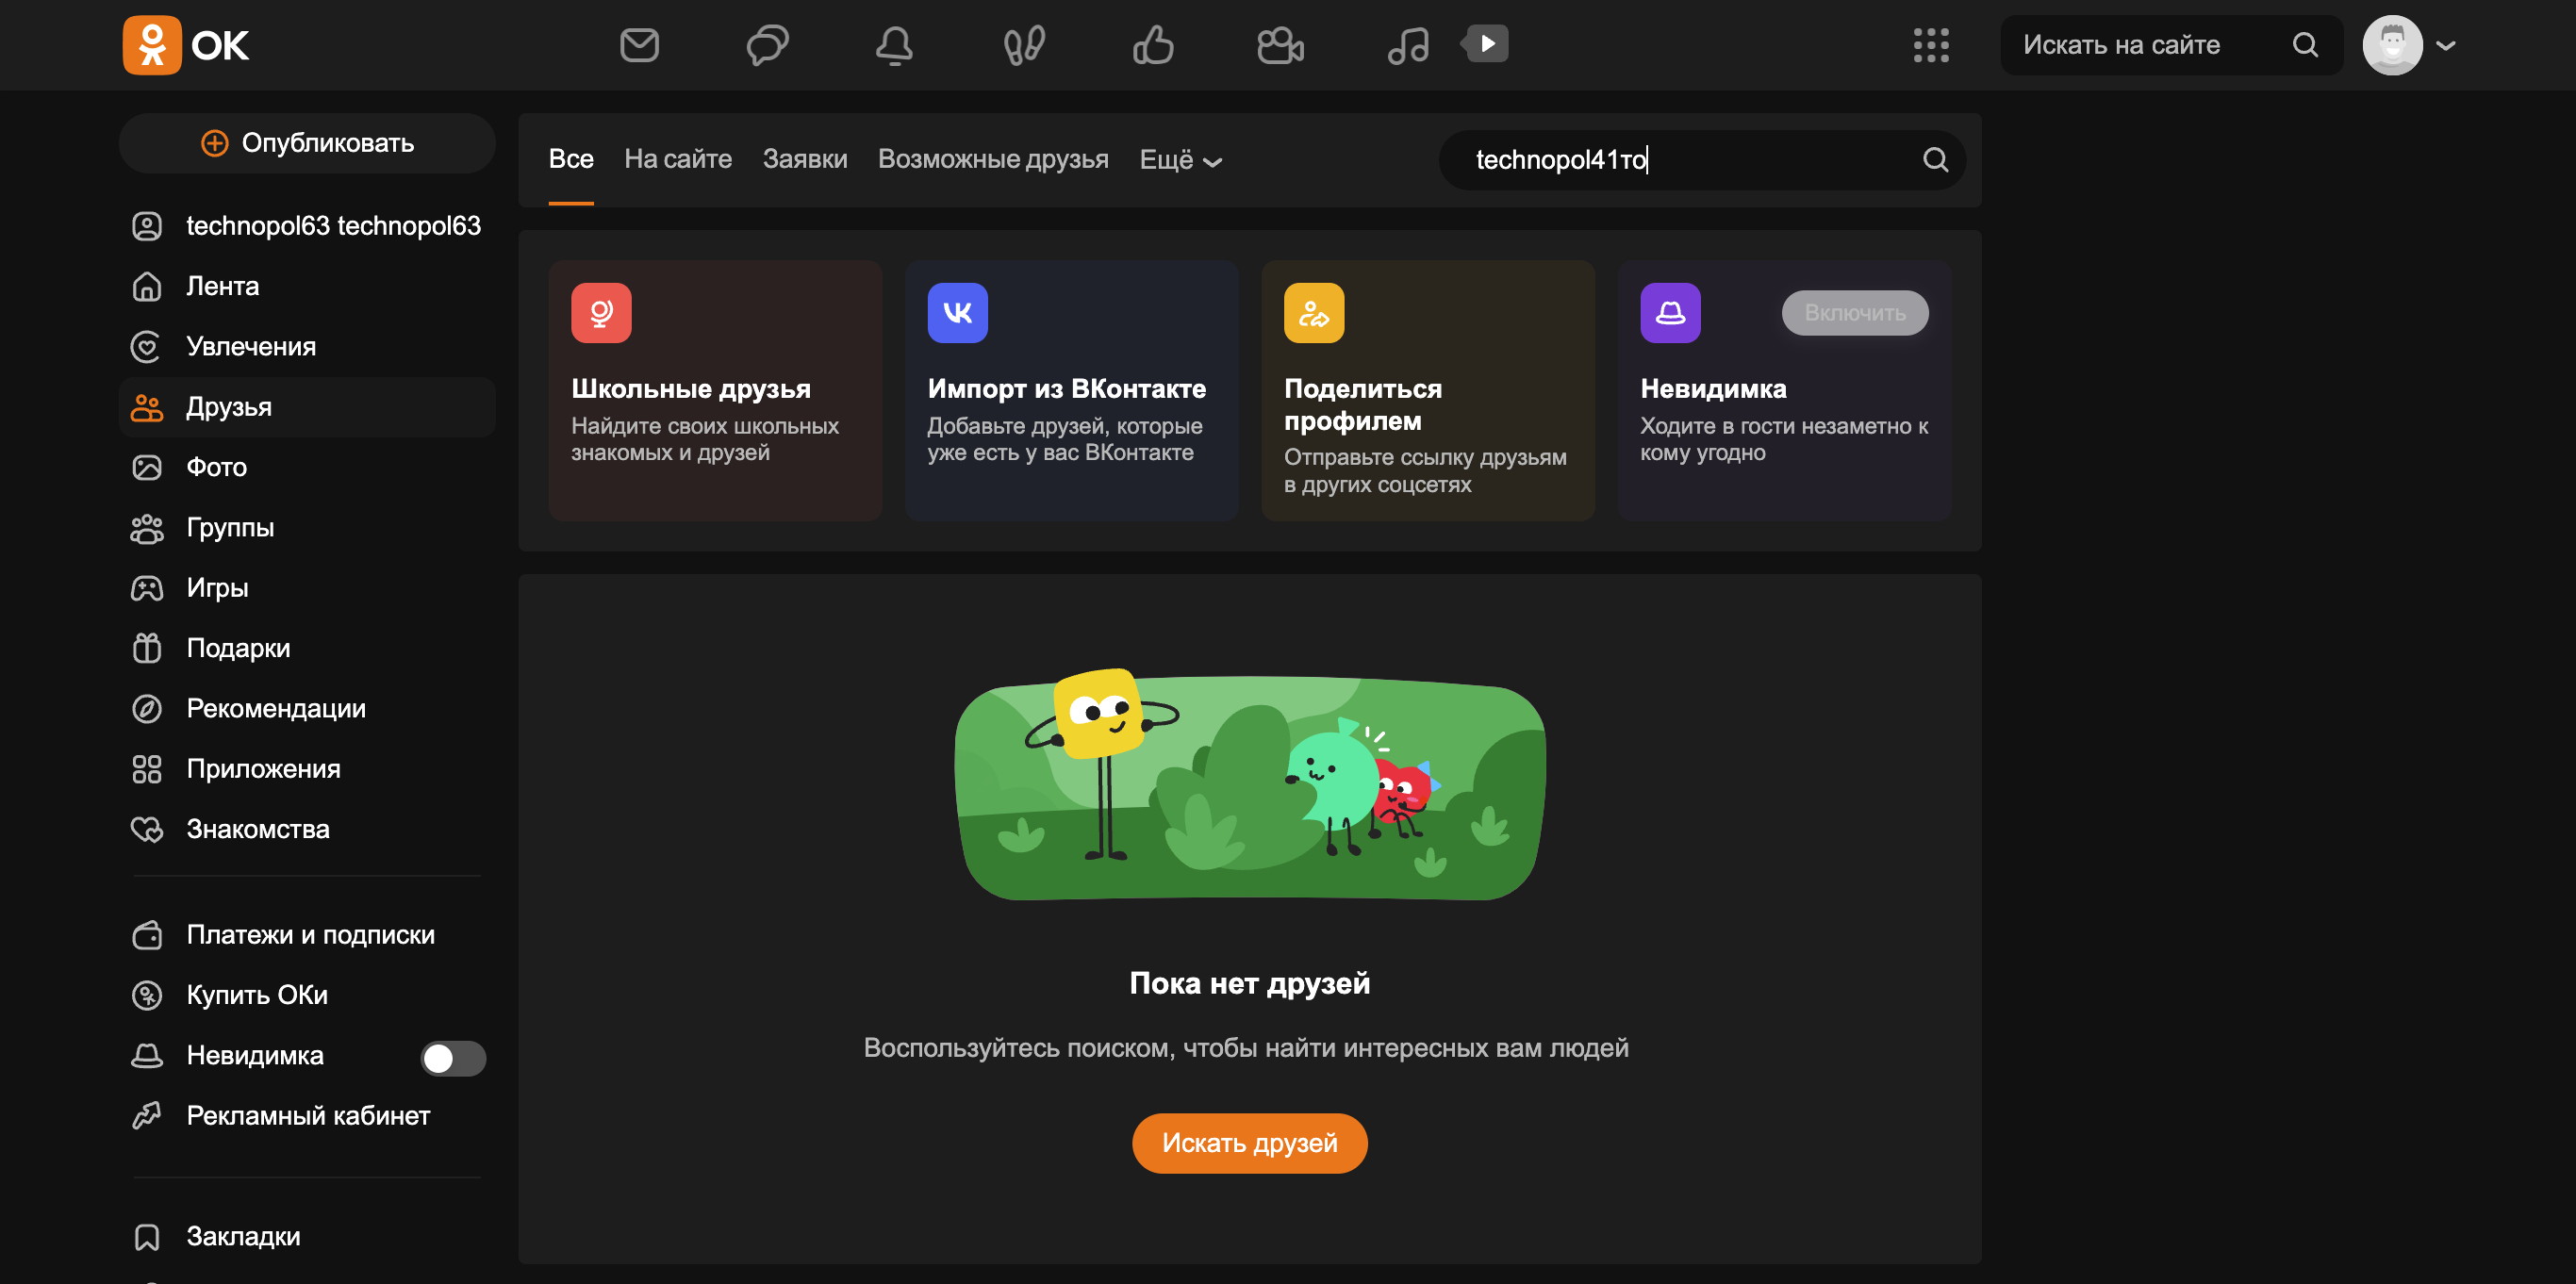 ОК
Искать на сайте
Опубликовать
technopol63 technopol63
Лента
Увлечения
Друзья
Фото
Группы
Игры
Подарки
Рекомендации
Приложения
Знакомства
Платежи и подписки
Купить ОКи
Невидимка
Рекламный кабинет
Закладки
Все На сайте Заявки Возможные друзья Ещё
technopol41то
Школьные друзья
Найдите своих школьных
знакомых и друзей
Импорт из ВКонтакте
Добавьте друзей, которые
уже есть у вас ВКонтакте
Поделиться
профилем
Отправьте ссылку друзьям
в других соцсетях
Включить
Невидимка
Ходите в гости незаметно к
кому угодно
Пока нет друзей
Воспользуйтесь поиском, чтобы найти интересных вам людей
Искать друзей